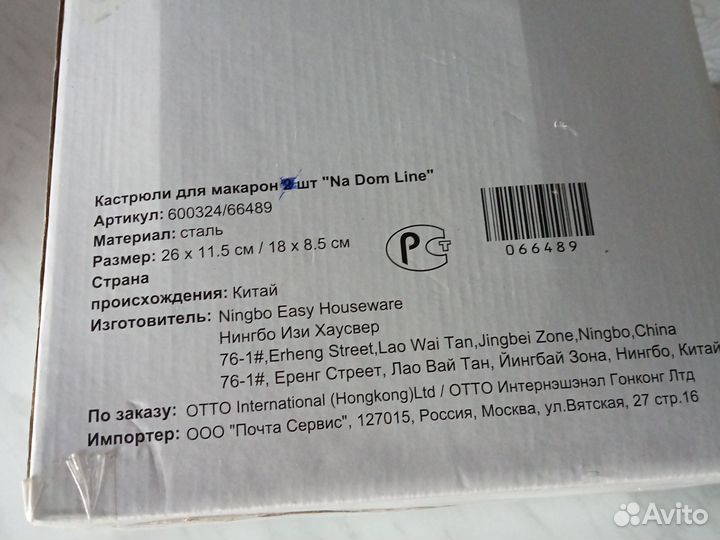 Кастрюли для макарон 2 шт "Na Dom Line"
Артикул: 600324/66489
Материал: сталь
Размер: 26 x 11.5 см / 18 x 8.5 см
Страна
происхождения: Китай
Изготовитель: Ningbo Easy Houseware
Нингбо Изи Хаусвер
76-1#,Erheng Street,Lao Wai Tan,Jingbei Zone,Ningbo,China
76-1#, Еренг Стреет, Лао Вай Тан, Йингбай Зона, Нингбо, Китай
По заказу: OTTO International (Hongkong)Ltd / ОТТО Интернэшэнэл Гонконг Лтд
Импортер: ООО "Почта Сервис", 127015, Россия, Москва, ул.Вятская, 27 стр.16
РСТ
066489
Avito